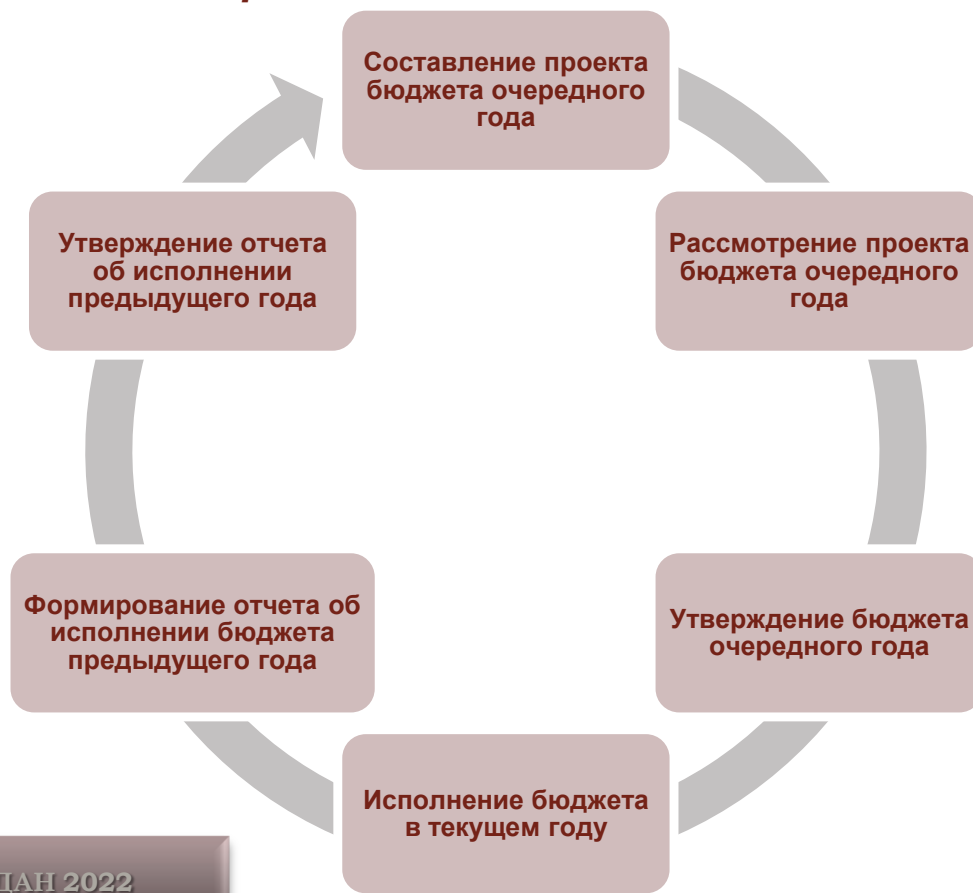 Составление проекта
бюджета очередного
года
Рассмотрение проекта
бюджета очередного
года
Утверждение бюджета
очередного года
Исполнение бюджета
в текущем году
Формирование отчета об
исполнении бюджета
предыдущего года
Утверждение отчета
об исполнении
предыдущего года
2022